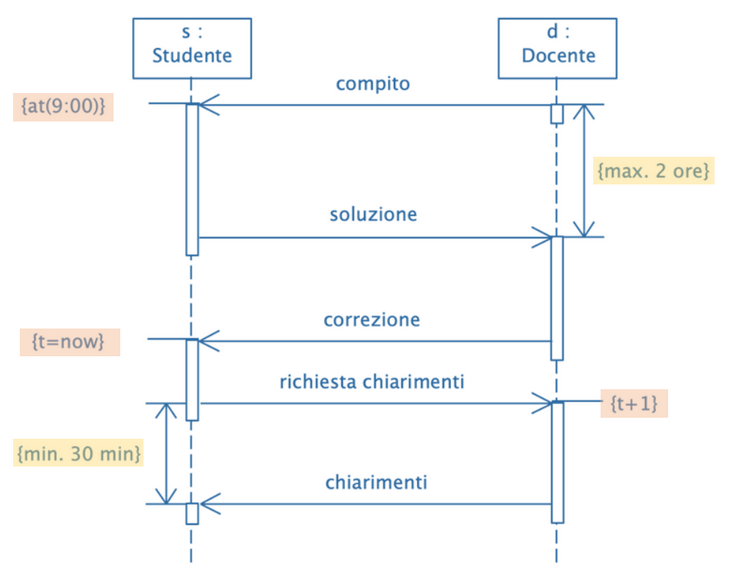 s :
Studente
d :
Docente
compito
{at(9:00)}
{max. 2 ore}
soluzione
correzione
{t=now}
richiesta chiarimenti
{t+1}
{min. 30 min}
chiarimenti